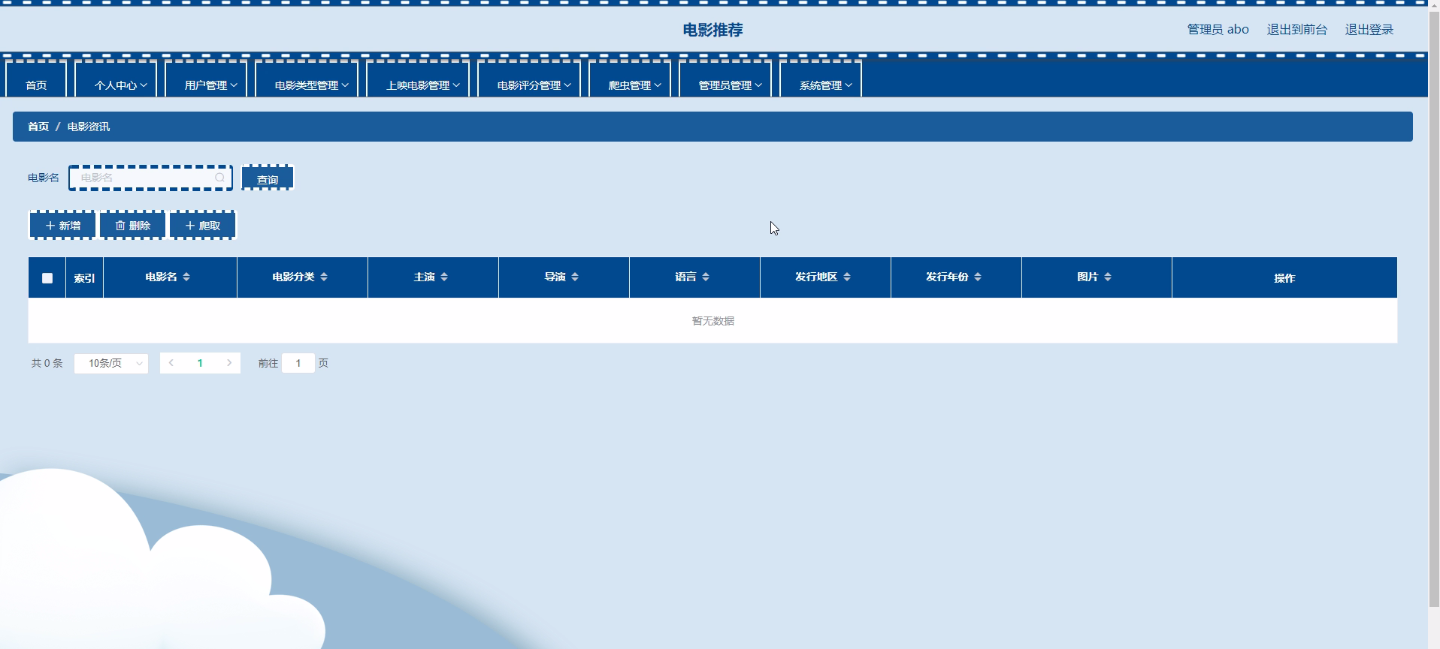 电影推荐
管理员 abo 退出到前台 退出登录
首页 个人中心 用户管理 电影类型管理 上映电影管理 电影评分管理 爬虫管理 管理员管理 系统管理
首页 / 电影资讯
电影名 电影名 查询
+ 新增 删除 + 爬取
索引 电影名 电影分类 主演 导演 语言 发行地区 发行年份 图片 操作
暂无数据
共 0 条 10条/页 1 前往 1 页